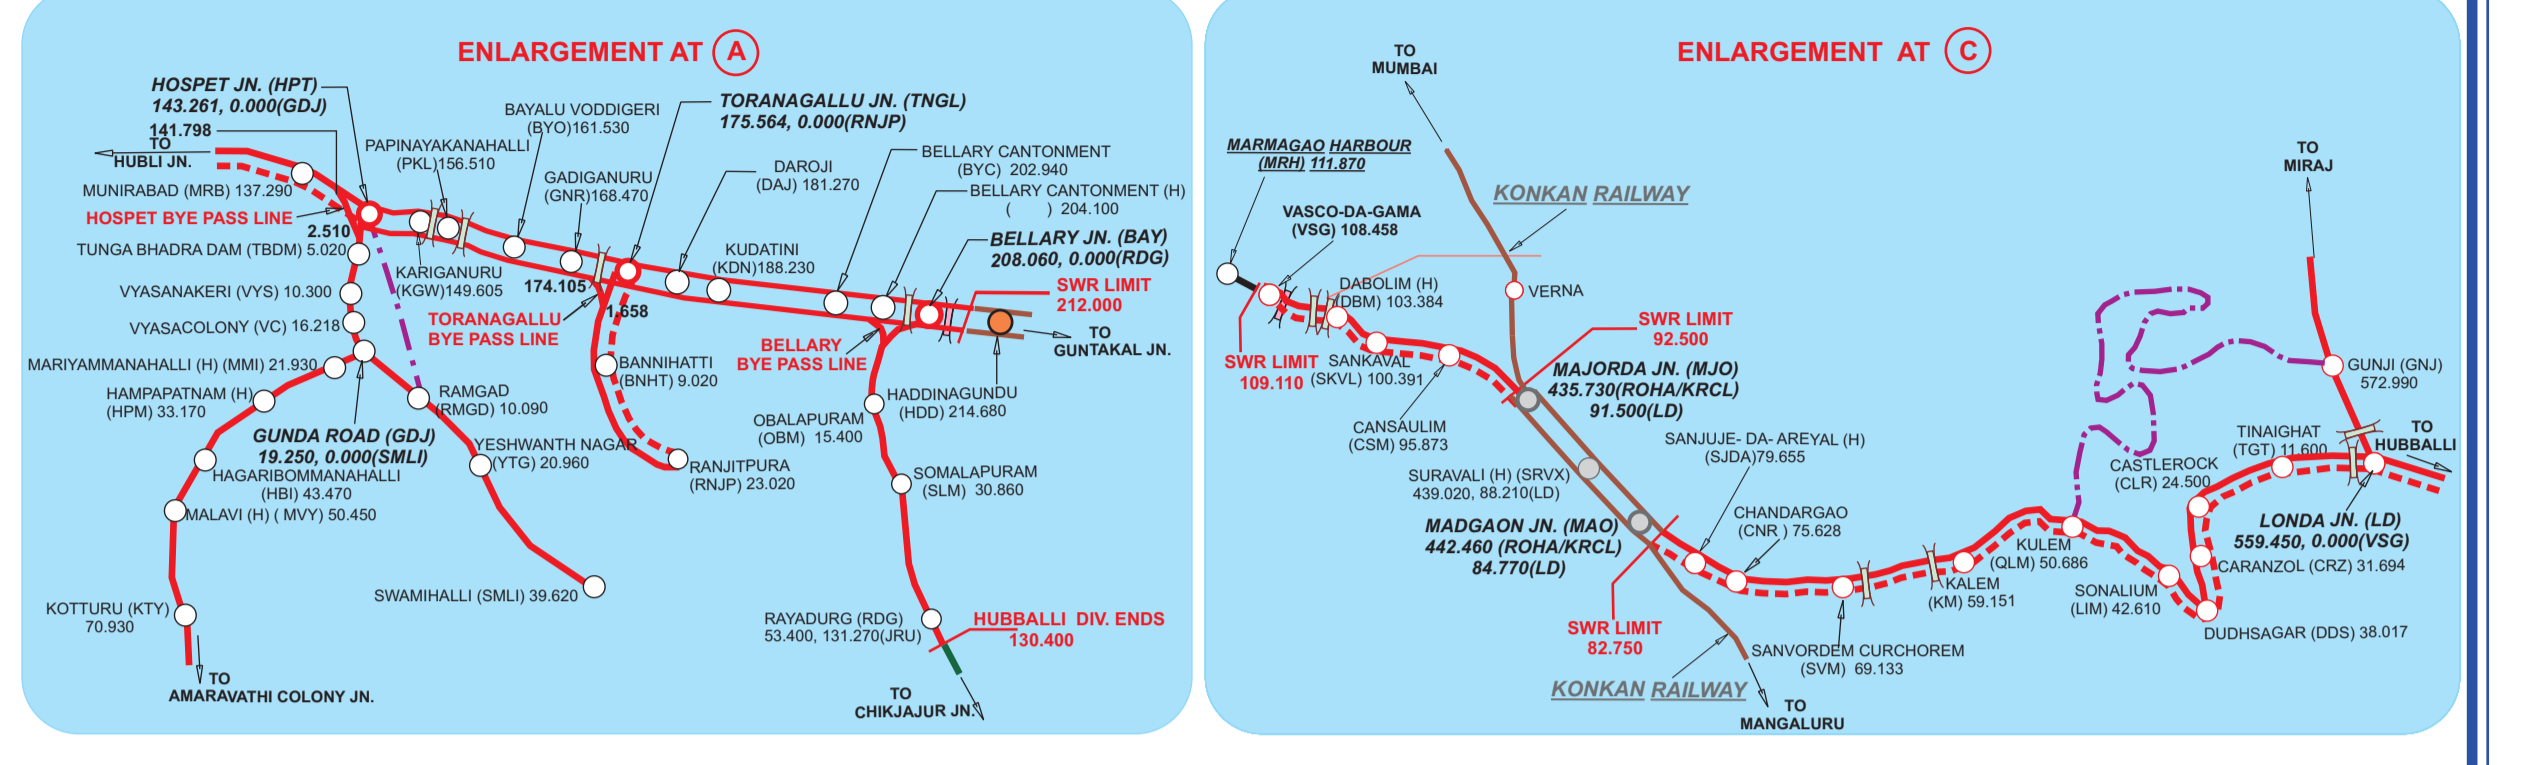 ENLARGEMENT AT A
HOSPET JN. (HPT)
143.261, 0.000(GDJ)
141.798
TO
HUBLI JN.
MUNIRABAD (MRB) 137.290
HOSPET BYE PASS LINE
2.510
TUNGA BHADRA DAM (TBDM) 5.020
VYASANAKERI (VYS) 10.300
VYASACOLONY (VC) 16.218
MARIYAMMANAHALLI (H) (MMI) 21.930
HAMPAPATNAM (H)
(HPM) 33.170
GUNDA ROAD (GDJ)
19.250, 0.000(SMLI)
HAGARIBOMMANAHALLI
(HBI) 43.470
MALAVI (H) ( MVY) 50.450
KOTTURU (KTY)
70.930
TO
AMARAVATHI COLONY JN.
PAPINAYAKANAHALLI
(PKL)156.510
KARIGANURU
(KGW)149.605
BAYALU VODDIGERI
(BYO)161.530
GADIGANURU
(GNR)168.470
TORANAGALLU JN. (TNGL)
175.564, 0.000(RNJP)
174.105
1.658
TORANAGALLU
BYE PASS LINE
RAMGAD
(RMGD) 10.090
YESHWANTH NAGAR
(YTG) 20.960
SWAMIHALLI (SMLI) 39.620
BANNIHATTI
(BNHT) 9.020
RANJITPURA
(RNJP) 23.020
DAROJI
(DAJ) 181.270
KUDATINI
(KDN)188.230
BELLARY CANTONMENT
(BYC) 202.940
BELLARY CANTONMENT (H)
( ) 204.100
BELLARY JN. (BAY)
208.060, 0.000(RDG)
SWR LIMIT
212.000
TO
GUNTAKAL JN.
BELLARY
BYE PASS LINE
HADDINAGUNDU
(HDD) 214.680
OBALAPURAM
(OBM) 15.400
SOMALAPURAM
(SLM) 30.860
RAYADURG (RDG)
53.400, 131.270(JRU)
HUBBALLI DIV. ENDS
130.400
TO
CHIKJAJUR JN.
ENLARGEMENT AT C
TO
MUMBAI
MARMAGAO HARBOUR
(MRH) 111.870
VASCO-DA-GAMA
(VSG) 108.458
KONKAN RAILWAY
DABOLIM (H)
(DBM) 103.384
VERNA
SWR LIMIT
109.110
SANKAVAL
(SKVL) 100.391
SWR LIMIT
92.500
MAJORDA JN. (MJO)
435.730(ROHA/KRCL)
91.500(LD)
CANSAULIM
(CSM) 95.873
SURAVALI (H) (SRVX)
439.020, 88.210(LD)
SANJUJE- DA- AREYAL (H)
(SJDA)79.655
MADGAON JN. (MAO)
442.460 (ROHA/KRCL)
84.770(LD)
CHANDARGAO
(CNR ) 75.628
SWR LIMIT
82.750
KONKAN RAILWAY
TO
MANGALURU
SANVORDEM CURCHOREM
(SVM) 69.133
KALEM
(KM) 59.151
KULEM
(QLM) 50.686
SONALIUM
(LIM) 42.610
DUDHSAGAR (DDS) 38.017
CARANZOL (CRZ) 31.694
CASTLEROCK
(CLR) 24.500
TINAIGHAT
(TGT) 11.600
LONDA JN. (LD)
559.450, 0.000(VSG)
TO
HUBBALLI
GUNJI (GNJ)
572.990
TO
MIRAJ